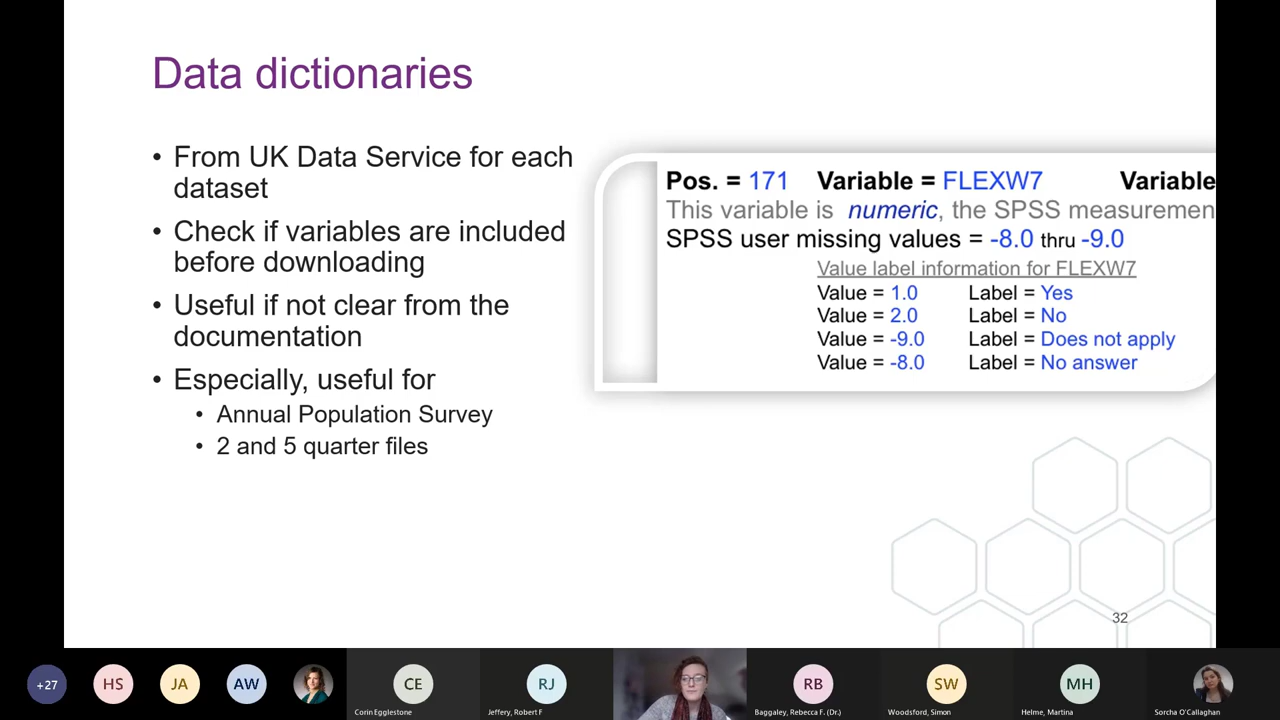 Data dictionaries
• From UK Data Service for each
dataset
• Check if variables are included
before downloading
• Useful if not clear from the
documentation
• Especially, useful for
• Annual Population Survey
• 2 and 5 quarter files
Pos. = 171 Variable = FLEXW7 Variable
This variable is numeric, the SPSS measuremen
SPSS user missing values = -8.0 thru -9.0
Value label information for FLEXW7
Value = 1.0 Label = Yes
Value = 2.0 Label = No
Value = -9.0 Label = Does not apply
Value = -8.0 Label = No answer
32
+27 HS JA AW CE RJ RB SW MH
Corin Egglestone Jeffery, Robert F Baggaley, Rebecca F. (Dr.) Woodsford, Simon Helme, Martina Sorcha O'Callaghan